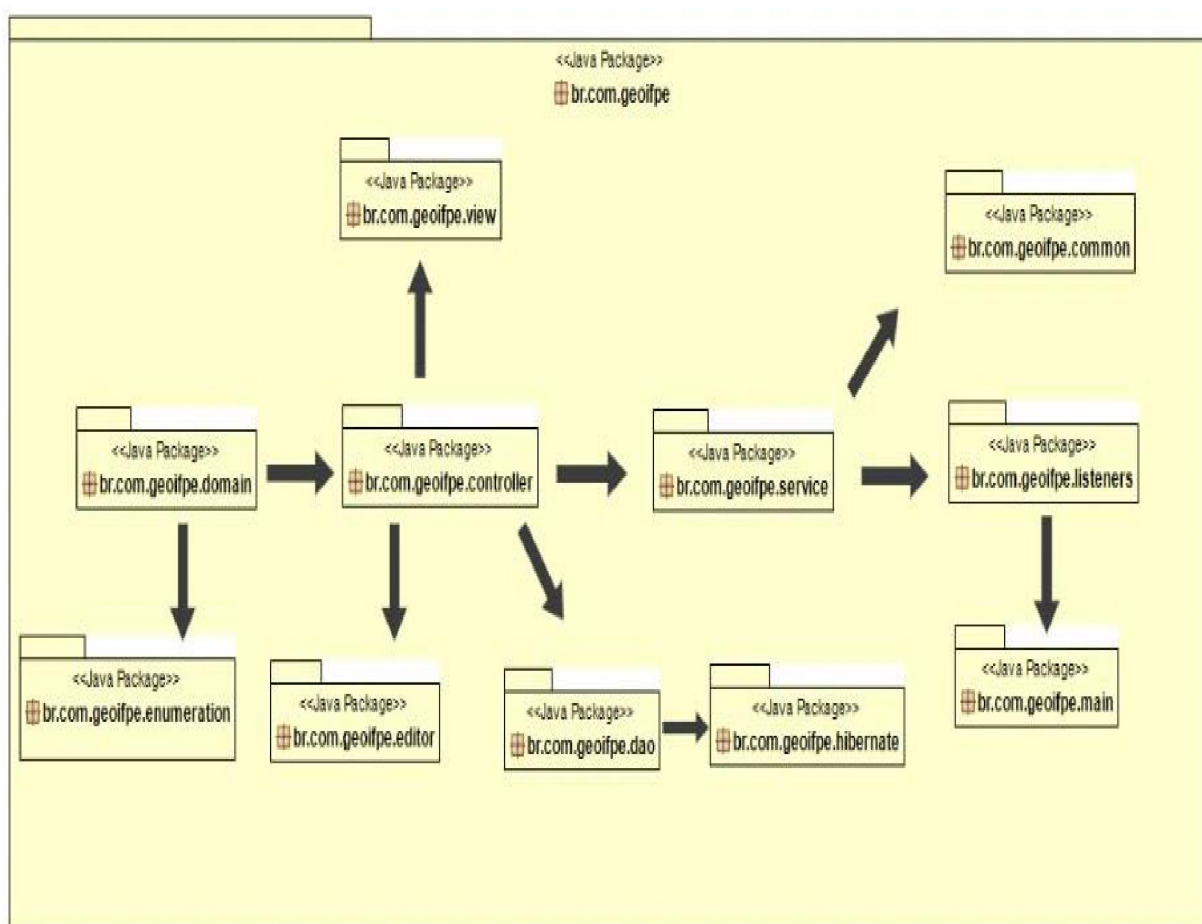 <<Java Package>>
br.com.geoifpe
<<Java Package>>
br.com.geoifpe.view
<<Java Package>>
br.com.geoifpe.common
<<Java Package>>
br.com.geoifpe.domain
<<Java Package>>
br.com.geoifpe.controller
<<Java Package>>
br.com.geoifpe.service
<<Java Package>>
br.com.geoifpe.listeners
<<Java Package>>
br.com.geoifpe.enumeration
<<Java Package>>
br.com.geoifpe.editor
<<Java Package>>
br.com.geoifpe.dao
<<Java Package>>
br.com.geoifpe.hibernate
<<Java Package>>
br.com.geoifpe.main